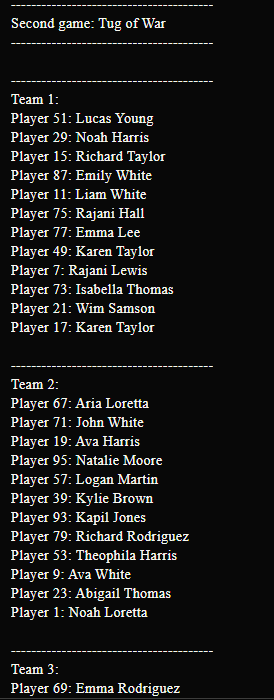 ----------------------------------------
Second game: Tug of War
----------------------------------------
----------------------------------------
Team 1:
Player 51: Lucas Young
Player 29: Noah Harris
Player 15: Richard Taylor
Player 87: Emily White
Player 11: Liam White
Player 75: Rajani Hall
Player 77: Emma Lee
Player 49: Karen Taylor
Player 7: Rajani Lewis
Player 73: Isabella Thomas
Player 21: Wim Samson
Player 17: Karen Taylor
----------------------------------------
Team 2:
Player 67: Aria Loretta
Player 71: John White
Player 19: Ava Harris
Player 95: Natalie Moore
Player 57: Logan Martin
Player 39: Kylie Brown
Player 93: Kapil Jones
Player 79: Richard Rodriguez
Player 53: Theophila Harris
Player 9: Ava White
Player 23: Abigail Thomas
Player 1: Noah Loretta
----------------------------------------
Team 3:
Player 69: Emma Rodriguez